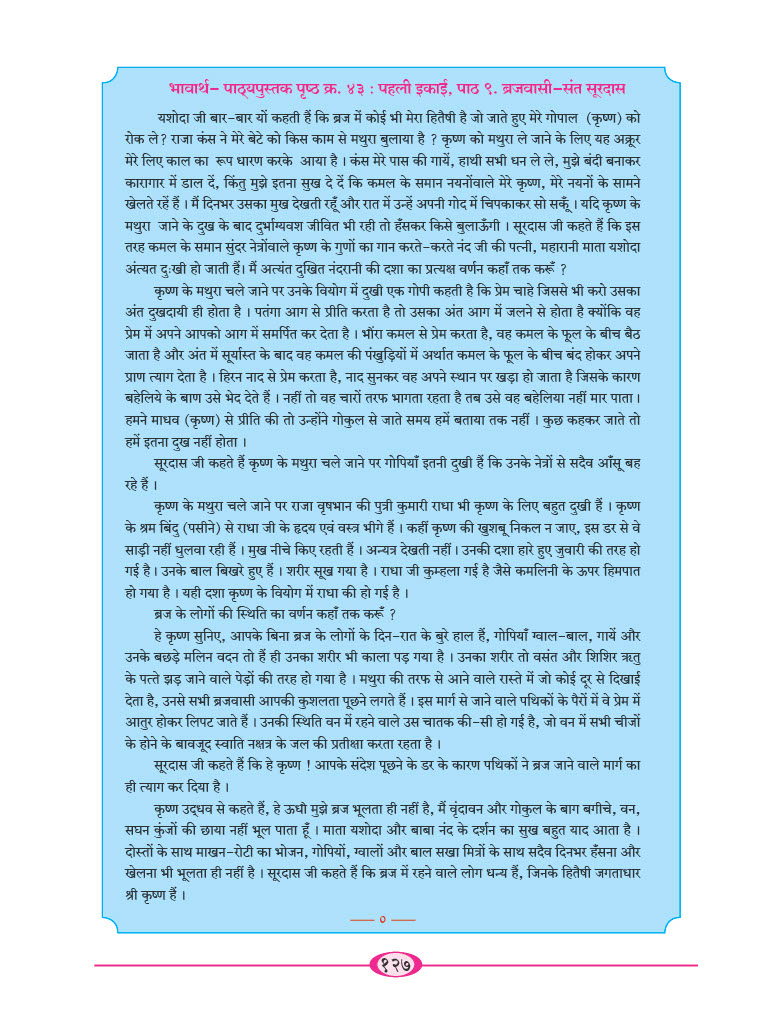 भावार्थ– पाठ्यपुस्तक पृष्ठ क्र. ४३ : पहली इकाई, पाठ ९. ब्रजवासी–संत सूरदास
यशोदा जी बार-बार यों कहती हैं कि ब्रज में कोई भी मेरा हितैषी है जो जाते हुए मेरे गोपाल (कृष्ण) को
रोक ले? राजा कंस ने मेरे बेटे को किस काम से मथुरा बुलाया है ? कृष्ण को मथुरा ले जाने के लिए यह अक्रूर
मेरे लिए काल का रूप धारण करके आया है । कंस मेरे पास की गायें, हाथी सभी धन ले ले, मुझे बंदी बनाकर
कारागार में डाल दें, किंतु मुझे इतना सुख दे दें कि कमल के समान नयनोंवाले मेरे कृष्ण, मेरे नयनों के सामने
खेलते रहें हैं । मैं दिनभर उसका मुख देखती रहूँ और रात में उन्हें अपनी गोद में चिपकाकर सो सकूँ । यदि कृष्ण के
मथुरा जाने के दुख के बाद दुर्भाग्यवश जीवित भी रही तो हँसकर किसे बुलाऊँगी । सूरदास जी कहते हैं कि इस
तरह कमल के समान सुंदर नेत्रोंवाले कृष्ण के गुणों का गान करते-करते नंद जी की पत्नी, महारानी माता यशोदा
अंत्यत दुःखी हो जाती हैं। मैं अत्यंत दुखित नंदरानी की दशा का प्रत्यक्ष वर्णन कहाँ तक करूँ ?
कृष्ण के मथुरा चले जाने पर उनके वियोग में दुखी एक गोपी कहती है कि प्रेम चाहे जिससे भी करो उसका
अंत दुखदायी ही होता है । पतंगा आग से प्रीति करता है तो उसका अंत आग में जलने से होता है क्योंकि वह
प्रेम में अपने आपको आग में समर्पित कर देता है । भौंरा कमल से प्रेम करता है, वह कमल के फूल के बीच बैठ
जाता है और अंत में सूर्यास्त के बाद वह कमल की पंखुड़ियों में अर्थात कमल के फूल के बीच बंद होकर अपने
प्राण त्याग देता है । हिरन नाद से प्रेम करता है, नाद सुनकर वह अपने स्थान पर खड़ा हो जाता है जिसके कारण
बहेलिये के बाण उसे भेद देते हैं । नहीं तो वह चारों तरफ भागता रहता है तब उसे वह बहेलिया नहीं मार पाता ।
हमने माधव (कृष्ण) से प्रीति की तो उन्होंने गोकुल से जाते समय हमें बताया तक नहीं । कुछ कहकर जाते तो
हमें इतना दुख नहीं होता ।
सूरदास जी कहते हैं कृष्ण के मथुरा चले जाने पर गोपियाँ इतनी दुखी हैं कि उनके नेत्रों से सदैव आँसू बह
रहे हैं ।
कृष्ण के मथुरा चले जाने पर राजा वृषभान की पुत्री कुमारी राधा भी कृष्ण के लिए बहुत दुखी हैं । कृष्ण
के श्रम बिंदु (पसीने) से राधा जी के हृदय एवं वस्त्र भीगे हैं । कहीं कृष्ण की खुशबू निकल न जाए, इस डर से वे
साड़ी नहीं धुलवा रही हैं । मुख नीचे किए रहती हैं । अन्यत्र देखती नहीं । उनकी दशा हारे हुए जुवारी की तरह हो
गई है । उनके बाल बिखरे हुए हैं । शरीर सूख गया है । राधा जी कुम्हला गई है जैसे कमलिनी के ऊपर हिमपात
हो गया है । यही दशा कृष्ण के वियोग में राधा की हो गई है ।
ब्रज के लोगों की स्थिति का वर्णन कहाँ तक करूँ ?
हे कृष्ण सुनिए, आपके बिना ब्रज के लोगों के दिन-रात के बुरे हाल हैं, गोपियाँ ग्वाल-बाल, गायें और
उनके बछड़े मलिन वदन तो हैं ही उनका शरीर भी काला पड़ गया है । उनका शरीर तो वसंत और शिशिर ऋतु
के पत्ते झड़ जाने वाले पेड़ों की तरह हो गया है । मथुरा की तरफ से आने वाले रास्ते में जो कोई दूर से दिखाई
देता है, उनसे सभी ब्रजवासी आपकी कुशलता पूछने लगते हैं । इस मार्ग से जाने वाले पथिकों के पैरों में वे प्रेम में
आतुर होकर लिपट जाते हैं । उनकी स्थिति वन में रहने वाले उस चातक की-सी हो गई है, जो वन में सभी चीजों
के होने के बावजूद स्वाति नक्षत्र के जल की प्रतीक्षा करता रहता है ।
सूरदास जी कहते हैं कि हे कृष्ण ! आपके संदेश पूछने के डर के कारण पथिकों ने ब्रज जाने वाले मार्ग का
ही त्याग कर दिया है ।
कृष्ण उद्धव से कहते हैं, हे ऊधौ मुझे ब्रज भूलता ही नहीं है, मैं वृंदावन और गोकुल के बाग बगीचे, वन,
सघन कुंजों की छाया नहीं भूल पाता हूँ । माता यशोदा और बाबा नंद के दर्शन का सुख बहुत याद आता है ।
दोस्तों के साथ माखन-रोटी का भोजन, गोपियों, ग्वालों और बाल सखा मित्रों के साथ सदैव दिनभर हँसना और
खेलना भी भूलता ही नहीं है । सूरदास जी कहते हैं कि ब्रज में रहने वाले लोग धन्य हैं, जिनके हितैषी जगताधार
श्री कृष्ण हैं ।
—— ० ——
१२७